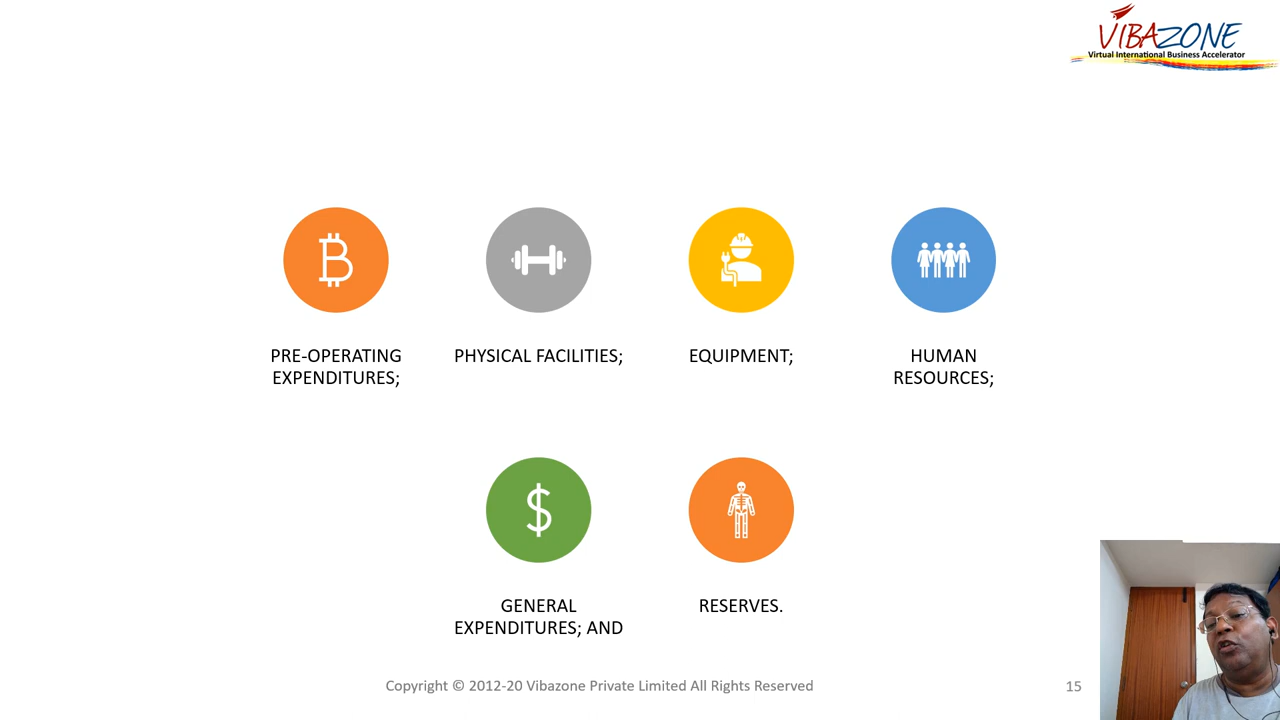 VIBAZONE
Virtual International Business Accelerator
PRE-OPERATING
EXPENDITURES;
PHYSICAL FACILITIES;
EQUIPMENT;
HUMAN
RESOURCES;
GENERAL
EXPENDITURES; AND
RESERVES.
Copyright © 2012-20 Vibazone Private Limited All Rights Reserved
15